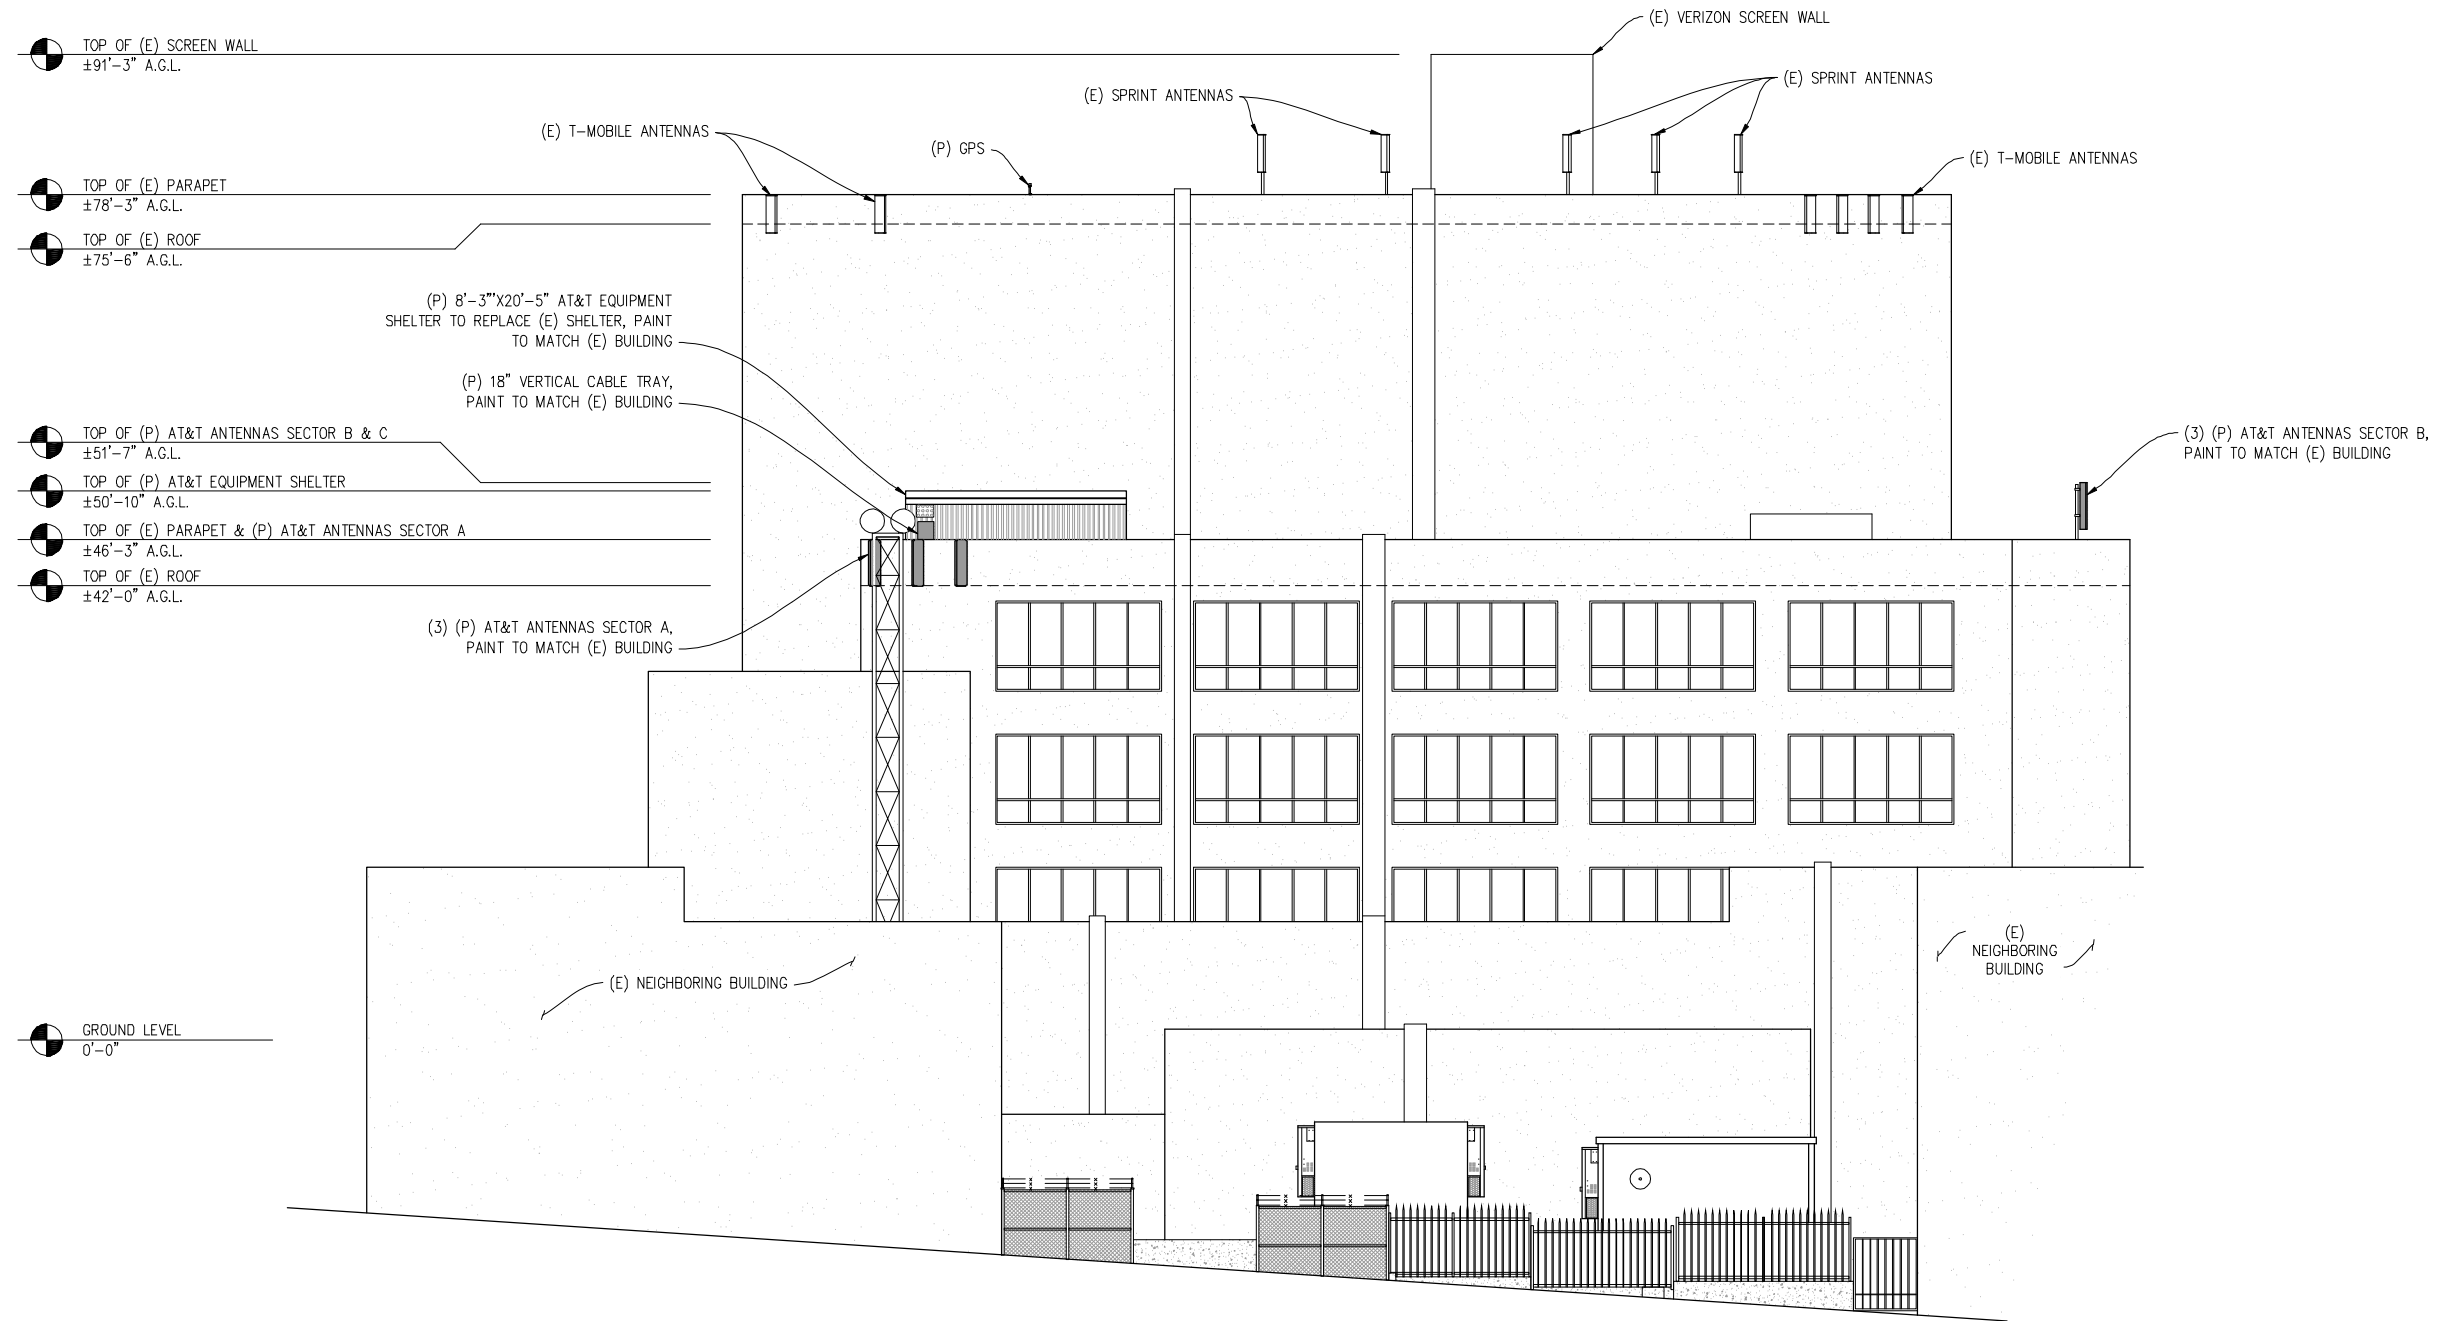 (E) VERIZON SCREEN WALL
TOP OF (E) SCREEN WALL
±91'-3" A.G.L.
(E) SPRINT ANTENNAS
(E) SPRINT ANTENNAS
(E) T-MOBILE ANTENNAS
(P) GPS
(E) T-MOBILE ANTENNAS
TOP OF (E) PARAPET
±78'-3" A.G.L.
TOP OF (E) ROOF
±75'-6" A.G.L.
(P) 8'-3"'X20'-5" AT&T EQUIPMENT
SHELTER TO REPLACE (E) SHELTER, PAINT
TO MATCH (E) BUILDING
(P) 18" VERTICAL CABLE TRAY,
PAINT TO MATCH (E) BUILDING
TOP OF (P) AT&T ANTENNAS SECTOR B & C
±51'-7" A.G.L.
(3) (P) AT&T ANTENNAS SECTOR B,
PAINT TO MATCH (E) BUILDING
TOP OF (P) AT&T EQUIPMENT SHELTER
±50'-10" A.G.L.
TOP OF (E) PARAPET & (P) AT&T ANTENNAS SECTOR A
±46'-3" A.G.L.
TOP OF (E) ROOF
±42'-0" A.G.L.
(3) (P) AT&T ANTENNAS SECTOR A,
PAINT TO MATCH (E) BUILDING
(E)
NEIGHBORING
BUILDING
(E) NEIGHBORING BUILDING
GROUND LEVEL
0'-0"